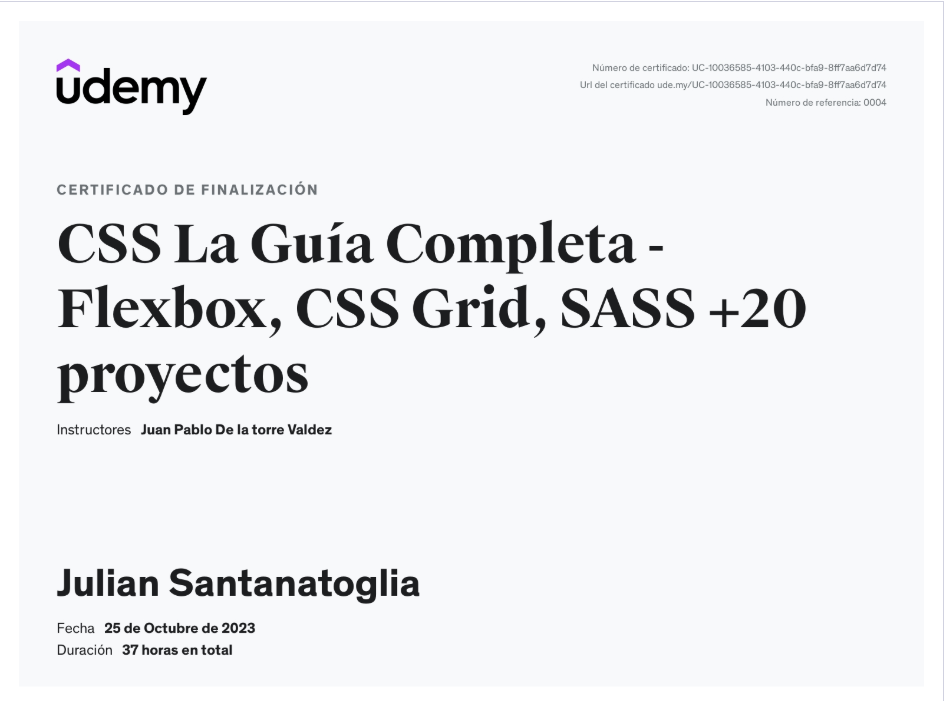 udemy
Número de certificado: UC-10036585-4103-440c-bfa9-8ff7aa6d7d74
Url del certificado ude.my/UC-10036585-4103-440c-bfa9-8ff7aa6d7d74
Número de referencia: 0004
CERTIFICADO DE FINALIZACIÓN
CSS La Guía Completa -
Flexbox, CSS Grid, SASS +20
proyectos
Instructores Juan Pablo De la torre Valdez
Julian Santanatoglia
Fecha 25 de Octubre de 2023
Duración 37 horas en total